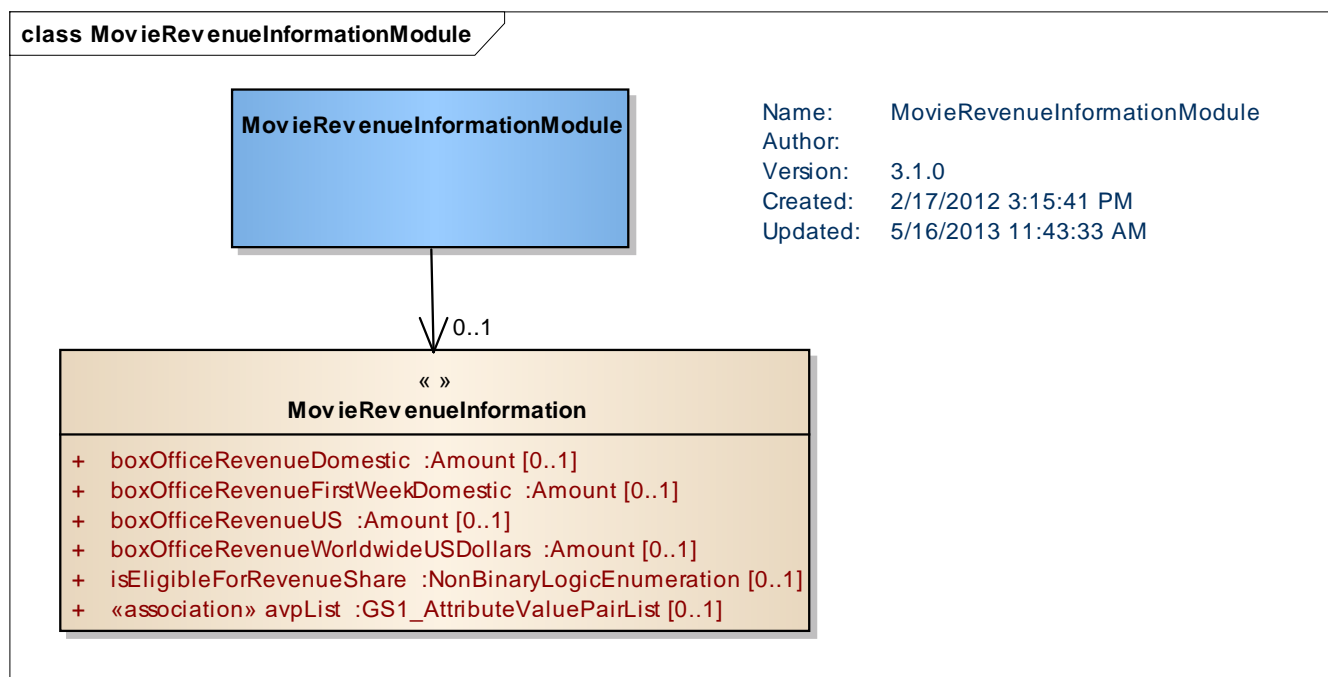 class MovieRevenueInformationModule
MovieRevenueInformationModule
Name: MovieRevenueInformationModule
Author:
Version: 3.1.0
Created: 2/17/2012 3:15:41 PM
Updated: 5/16/2013 11:43:33 AM
0..1
« »
MovieRevenueInformation
+ boxOfficeRevenueDomestic :Amount [0..1]
+ boxOfficeRevenueFirstWeekDomestic :Amount [0..1]
+ boxOfficeRevenueUS :Amount [0..1]
+ boxOfficeRevenueWorldwideUSDollars :Amount [0..1]
+ isEligibleForRevenueShare :NonBinaryLogicEnumeration [0..1]
+ «association» avpList :GS1_AttributeValuePairList [0..1]